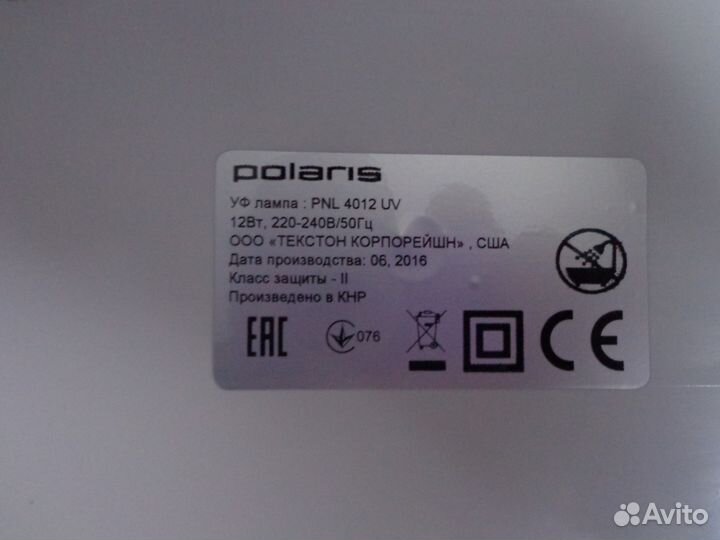 polaris
УФ лампа : PNL 4012 UV
12Вт, 220-240В/50Гц
ООО «ТЕКСТОН КОРПОРЕЙШН» , США
Дата производства: 06, 2016
Класс защиты - II
Произведено в КНР
EAC 076 CE
Avito